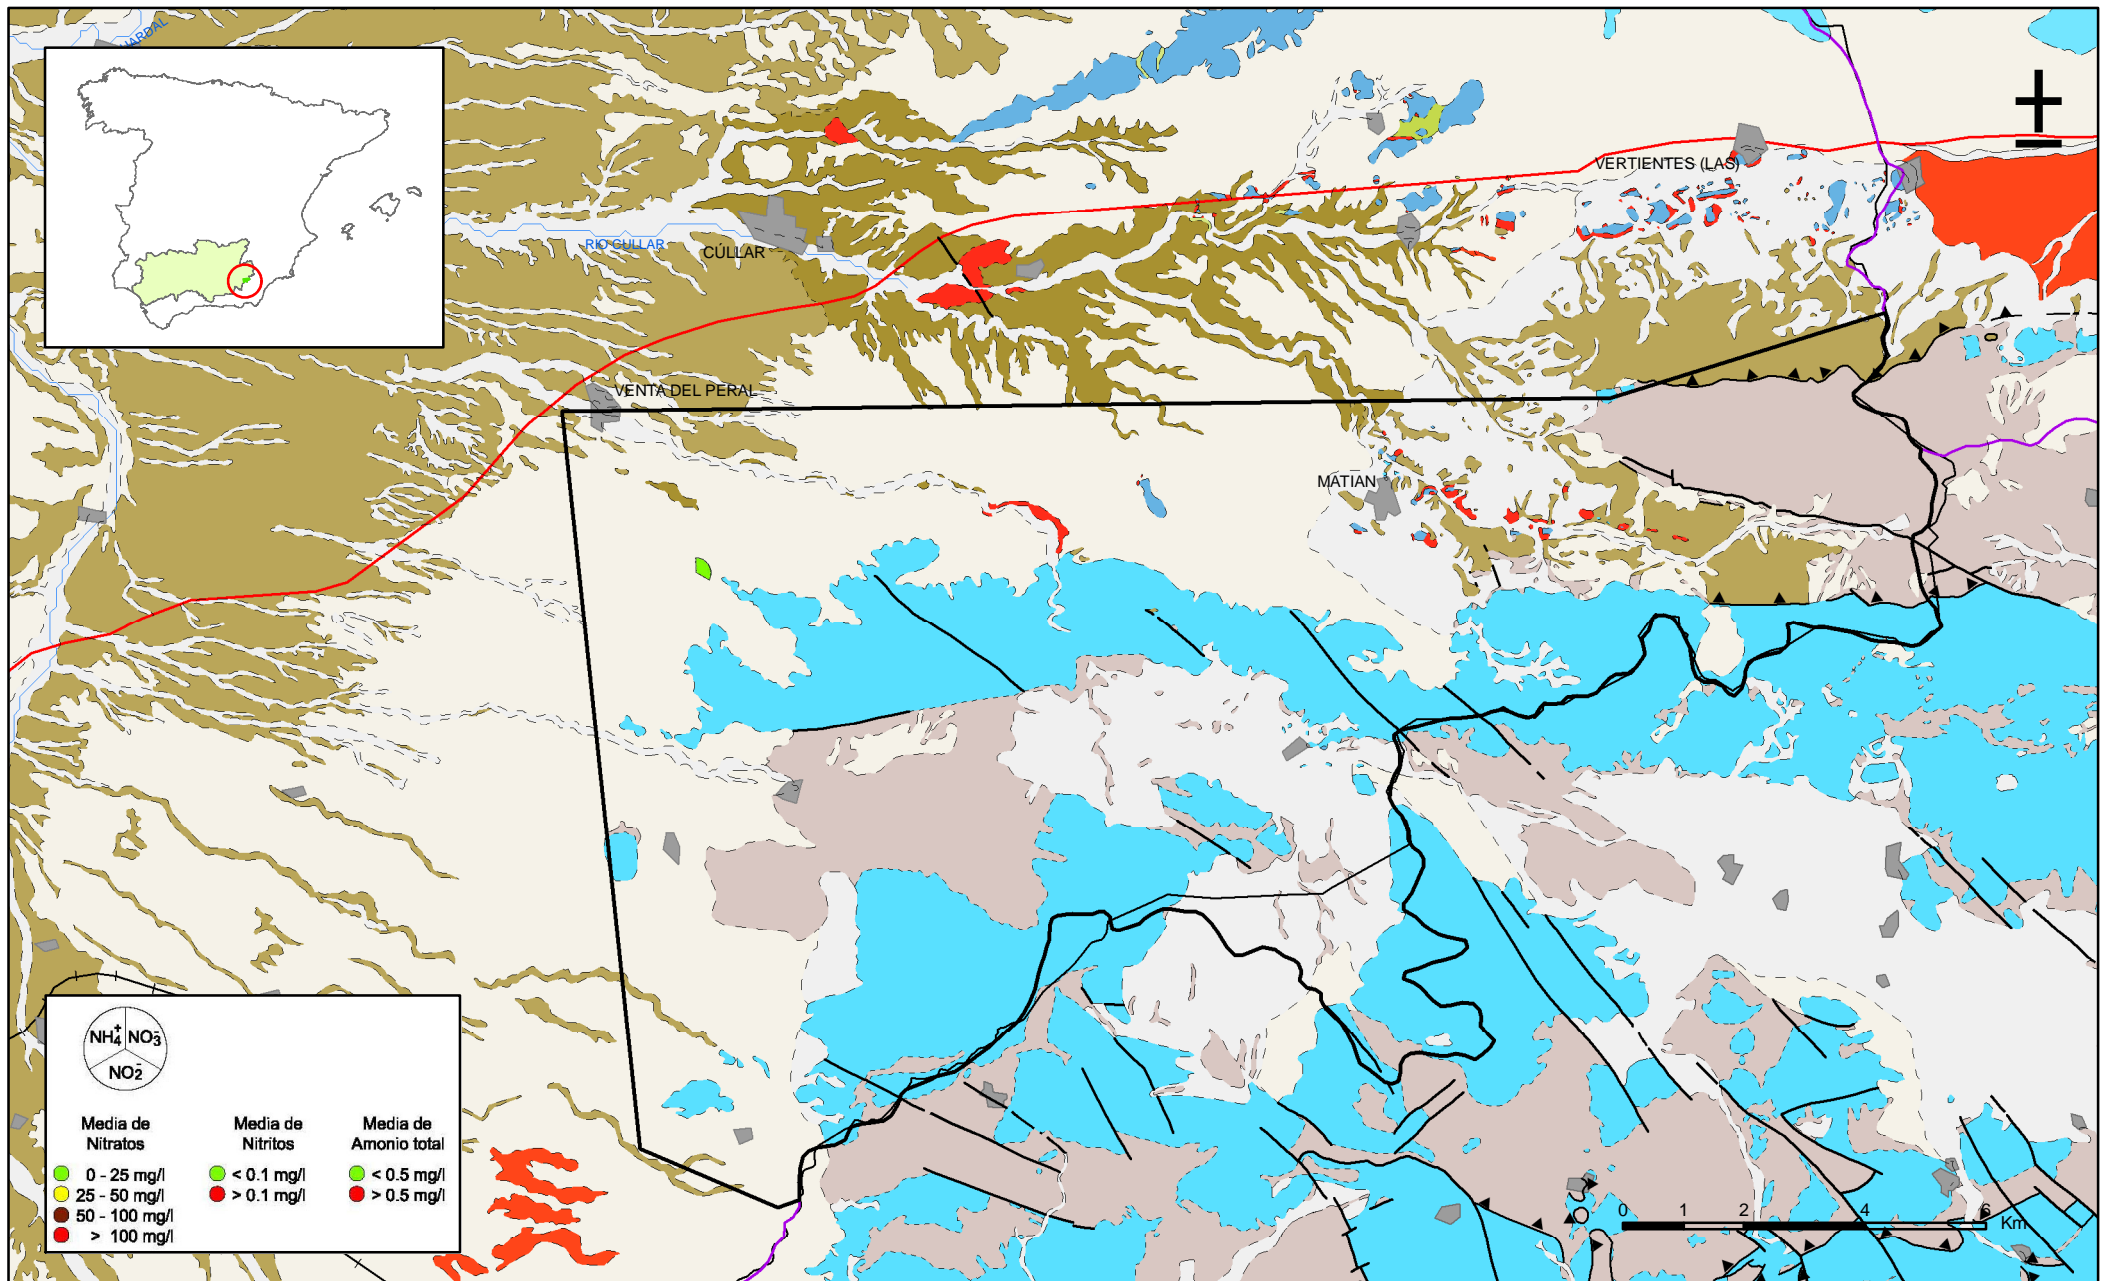 HARDAL
VERTIENTES (LAS)
RIO CULLAR
CÚLLAR
VENTA DEL PERAL
MATIAN
NH4+ NO3-
NO2-
Media de Nitratos
Media de Nitritos
Media de Amonio total
0 - 25 mg/l
< 0.1 mg/l
< 0.5 mg/l
25 - 50 mg/l
> 0.1 mg/l
> 0.5 mg/l
50 - 100 mg/l
> 100 mg/l
0 1 2 4 6 Km